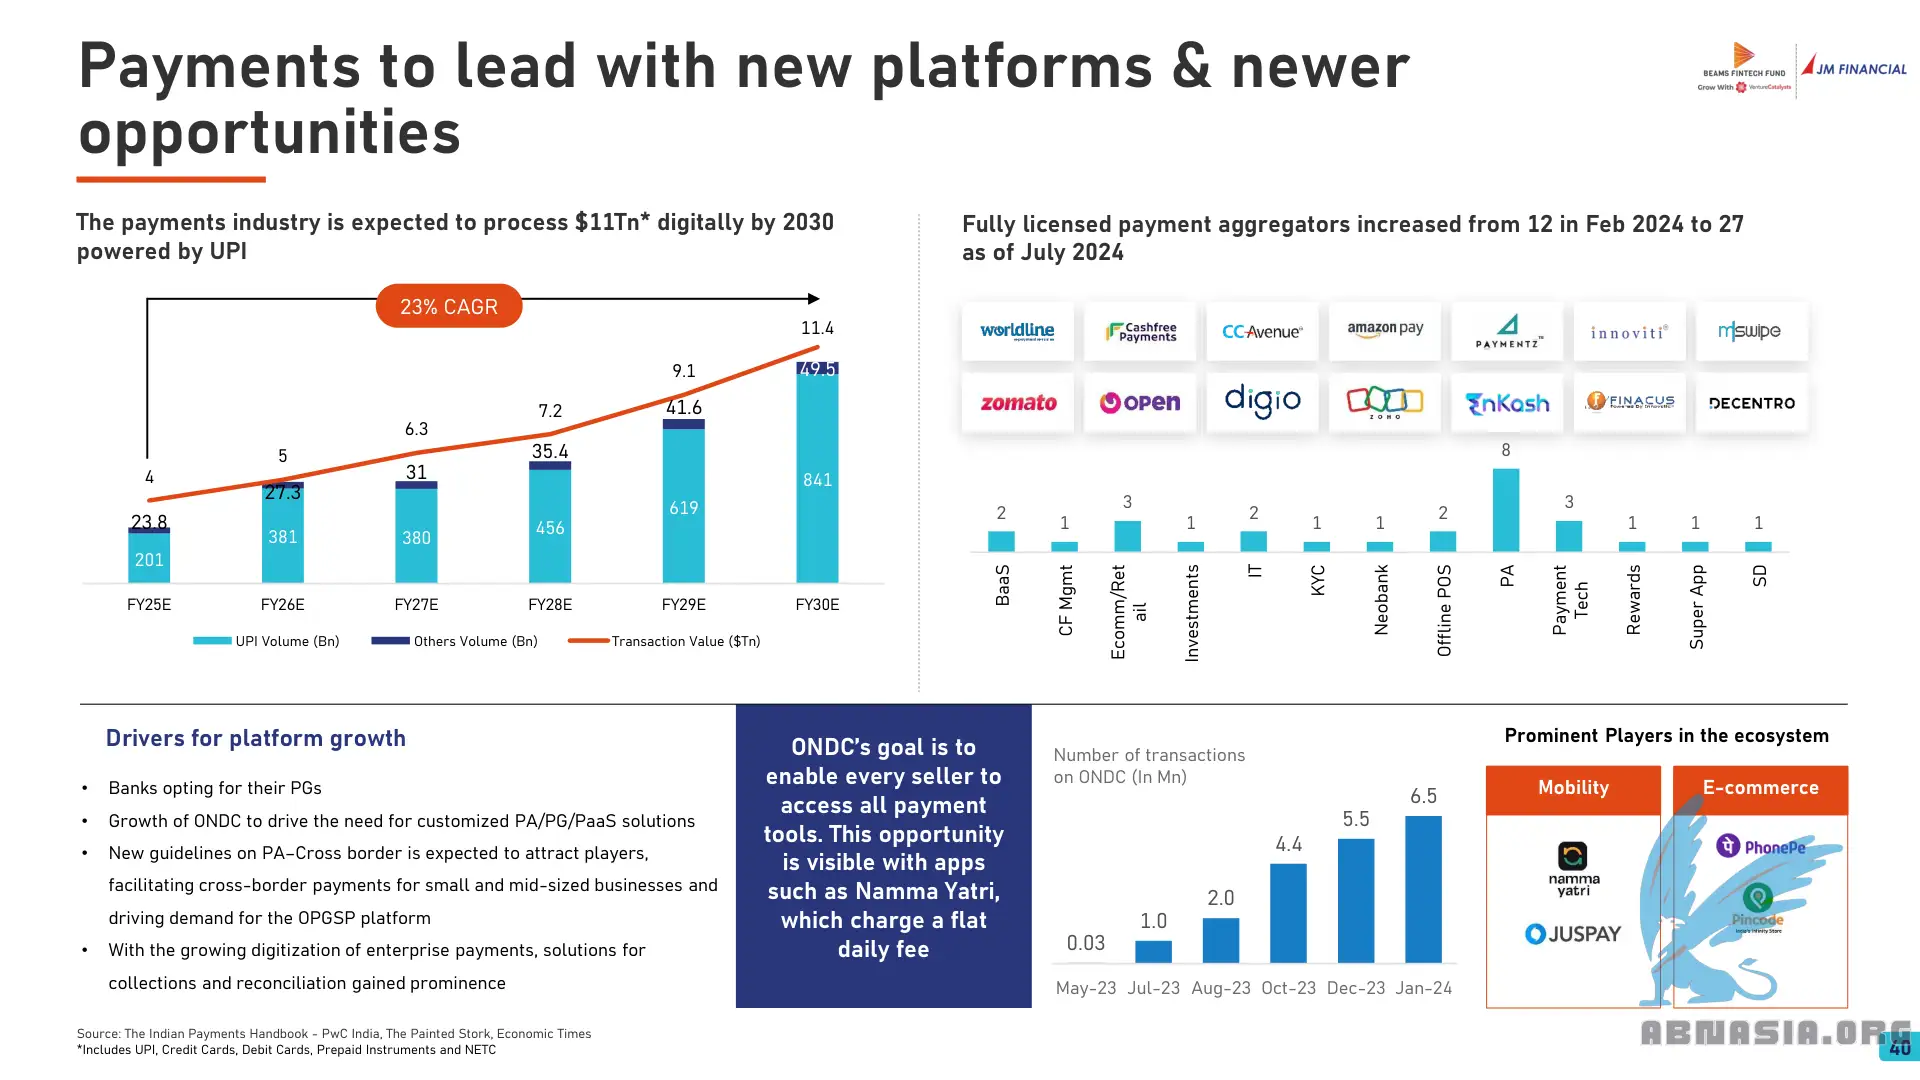 Payments to lead with new platforms & newer
opportunities
BEAMS FINTECH FUND
Grow With VentureCatalysts
JM FINANCIAL
The payments industry is expected to process $11Tn* digitally by 2030
powered by UPI
23% CAGR
4
5
6.3
7.2
9.1
11.4
23.8
27.3
31
35.4
41.6
49.5
201
381
380
456
619
841
FY25E
FY26E
FY27E
FY28E
FY29E
FY30E
UPI Volume (Bn)
Others Volume (Bn)
Transaction Value ($Tn)
Fully licensed payment aggregators increased from 12 in Feb 2024 to 27
as of July 2024
worldline
Cashfree
Payments
CCAvenue
amazon pay
PAYMENTZ
innoviti
mswipe
zomato
OPEN
digio
ZOHO
EnKash
FINACUS
DECENTRO
2
1
3
1
2
1
1
2
8
3
1
1
1
BaaS
CF Mgmt
Ecomm/Ret
ail
Investments
IT
KYC
Neobank
Offline POS
PA
Payment
Tech
Rewards
Super App
SD
Drivers for platform growth
• Banks opting for their PGs
• Growth of ONDC to drive the need for customized PA/PG/PaaS solutions
• New guidelines on PA–Cross border is expected to attract players,
facilitating cross-border payments for small and mid-sized businesses and
driving demand for the OPGSP platform
• With the growing digitization of enterprise payments, solutions for
collections and reconciliation gained prominence
ONDC's goal is to
enable every seller to
access all payment
tools. This opportunity
is visible with apps
such as Namma Yatri,
which charge a flat
daily fee
Number of transactions
on ONDC (In Mn)
0.03
1.0
2.0
4.4
5.5
6.5
May-23
Jul-23
Aug-23
Oct-23
Dec-23
Jan-24
Prominent Players in the ecosystem
Mobility
E-commerce
namma
yatri
JUSPAY
PhonePe
Pincode
India's Infinity Store
Source: The Indian Payments Handbook - PwC India, The Painted Stork, Economic Times
*Includes UPI, Credit Cards, Debit Cards, Prepaid Instruments and NETC
ABMASIA.ORG
40